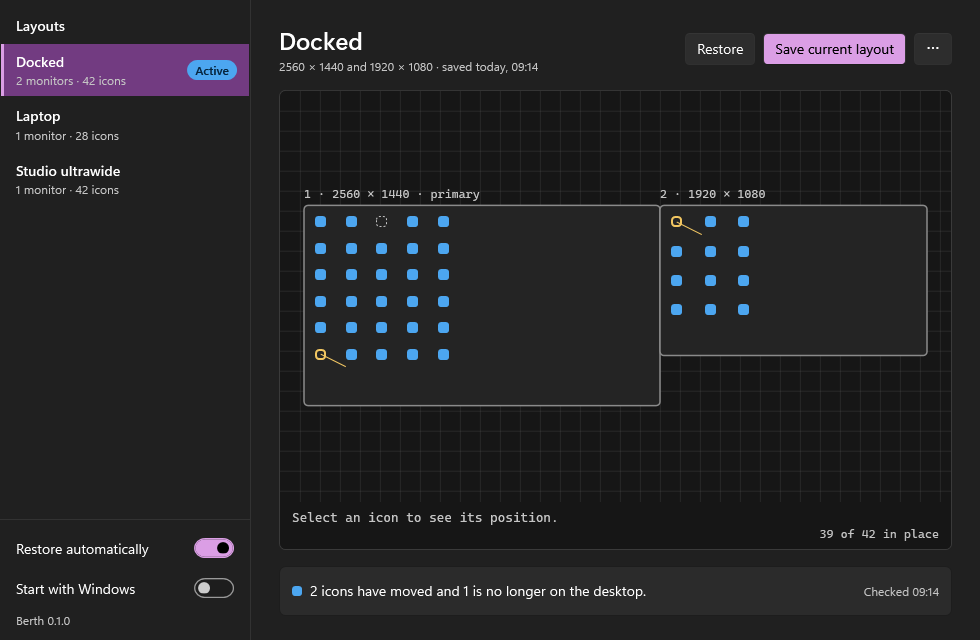 Layouts
Docked
2 monitors · 42 icons
Active
Laptop
1 monitor · 28 icons
Studio ultrawide
1 monitor · 42 icons
Restore automatically
Start with Windows
Berth 0.1.0
Docked
2560 × 1440 and 1920 × 1080 · saved today, 09:14
Restore
Save current layout
···
1 · 2560 × 1440 · primary
2 · 1920 × 1080
Select an icon to see its position.
39 of 42 in place
2 icons have moved and 1 is no longer on the desktop.
Checked 09:14